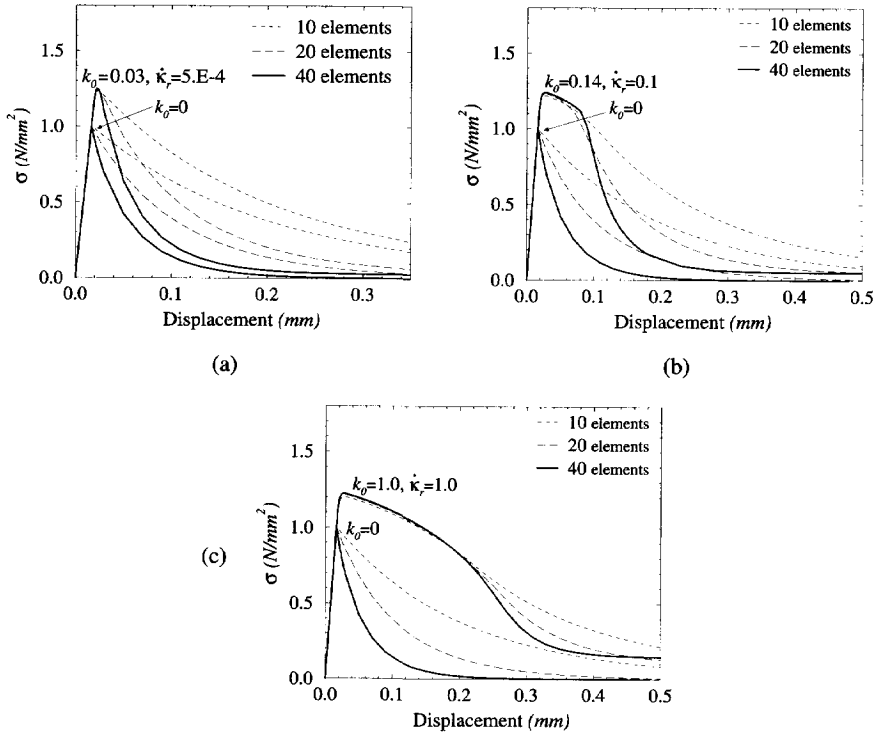 10 elements
20 elements
40 elements
k₀=0.03, κ̇ᵣ=5.E-4
k₀=0
σ (N/mm²)
1.5
1.0
0.5
0.0
0.0 0.1 0.2 0.3
Displacement (mm)
(a)
10 elements
20 elements
40 elements
k₀=0.14, κ̇ᵣ=0.1
k₀=0
σ (N/mm²)
1.5
1.0
0.5
0.0
0.0 0.1 0.2 0.3 0.4 0.5
Displacement (mm)
(b)
10 elements
20 elements
40 elements
k₀=1.0, κ̇ᵣ=1.0
k₀=0
(c)
σ (N/mm²)
1.5
1.0
0.5
0.0
0.0 0.1 0.2 0.3 0.4 0.5
Displacement (mm)